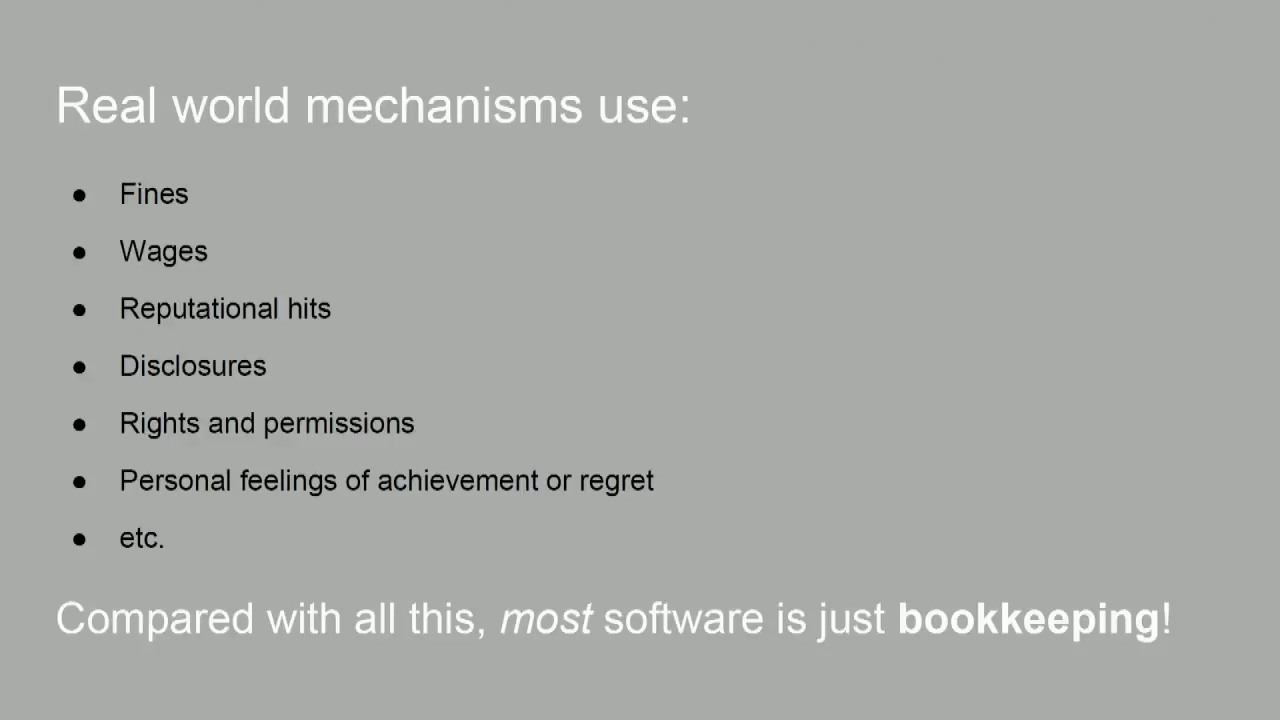 Real world mechanisms use:
● Fines
● Wages
● Reputational hits
● Disclosures
● Rights and permissions
● Personal feelings of achievement or regret
● etc.
Compared with all this, most software is just bookkeeping!